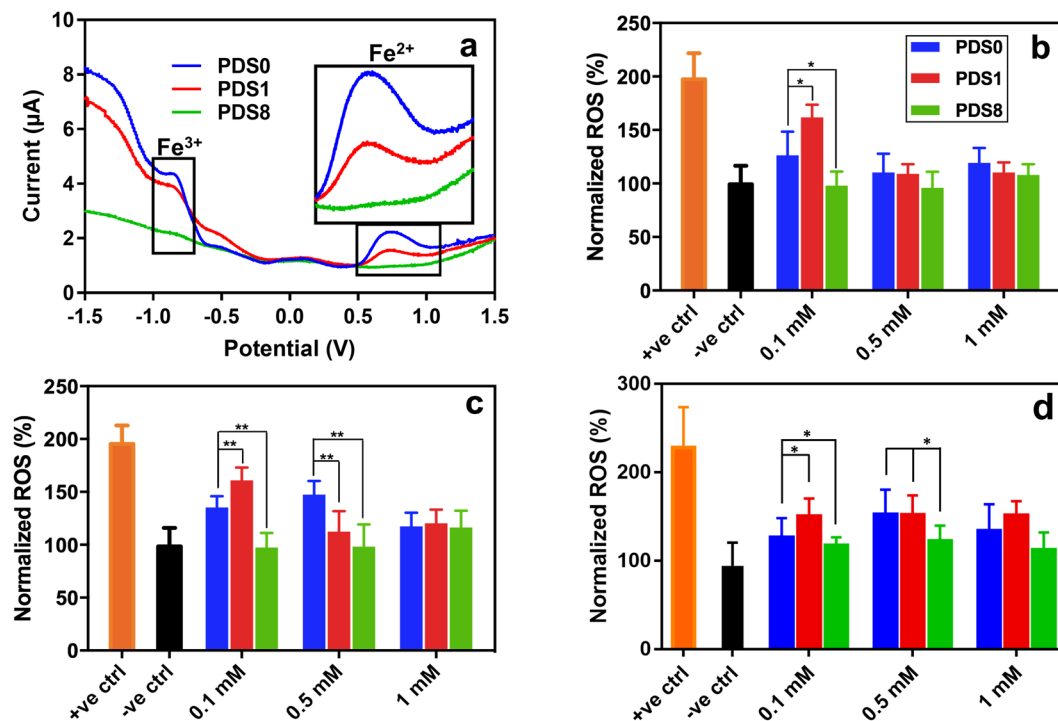 a
Current (µA)
10
8
6
4
2
0
PDS0
PDS1
PDS8
Fe³⁺
Fe²⁺
-1.5 -1.0 -0.5 0.0 0.5 1.0 1.5
Potential (V)
b
Normalized ROS (%)
250
200
150
100
50
0
PDS0
PDS1
PDS8
*
*
+ve ctrl -ve ctrl 0.1 mM 0.5 mM 1 mM
c
Normalized ROS (%)
250
200
150
100
50
0
**
**
**
**
+ve ctrl -ve ctrl 0.1 mM 0.5 mM 1 mM
d
Normalized ROS (%)
300
200
100
0
*
*
*
+ve ctrl -ve ctrl 0.1 mM 0.5 mM 1 mM